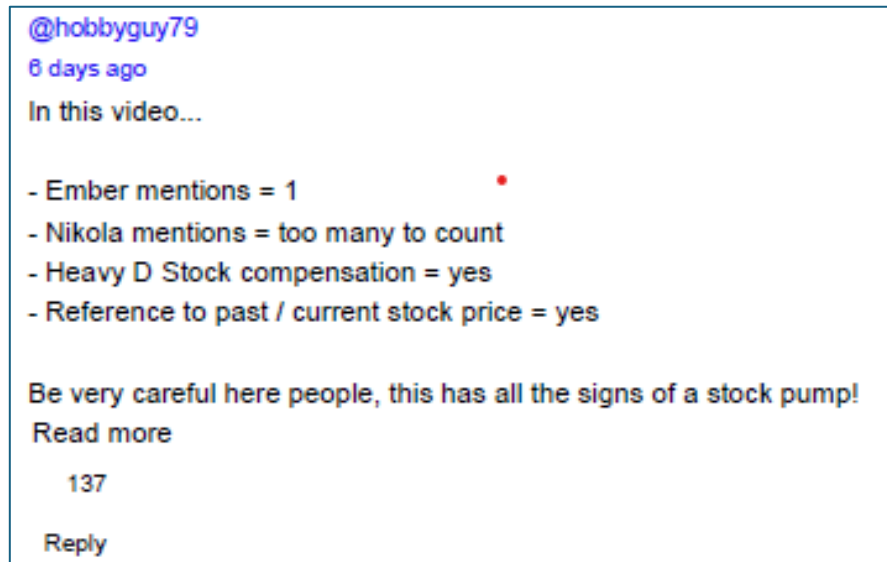 @hobbyguy79
6 days ago
In this video...
- Ember mentions = 1
- Nikola mentions = too many to count
- Heavy D Stock compensation = yes
- Reference to past / current stock price = yes
Be very careful here people, this has all the signs of a stock pump!
Read more
137
Reply